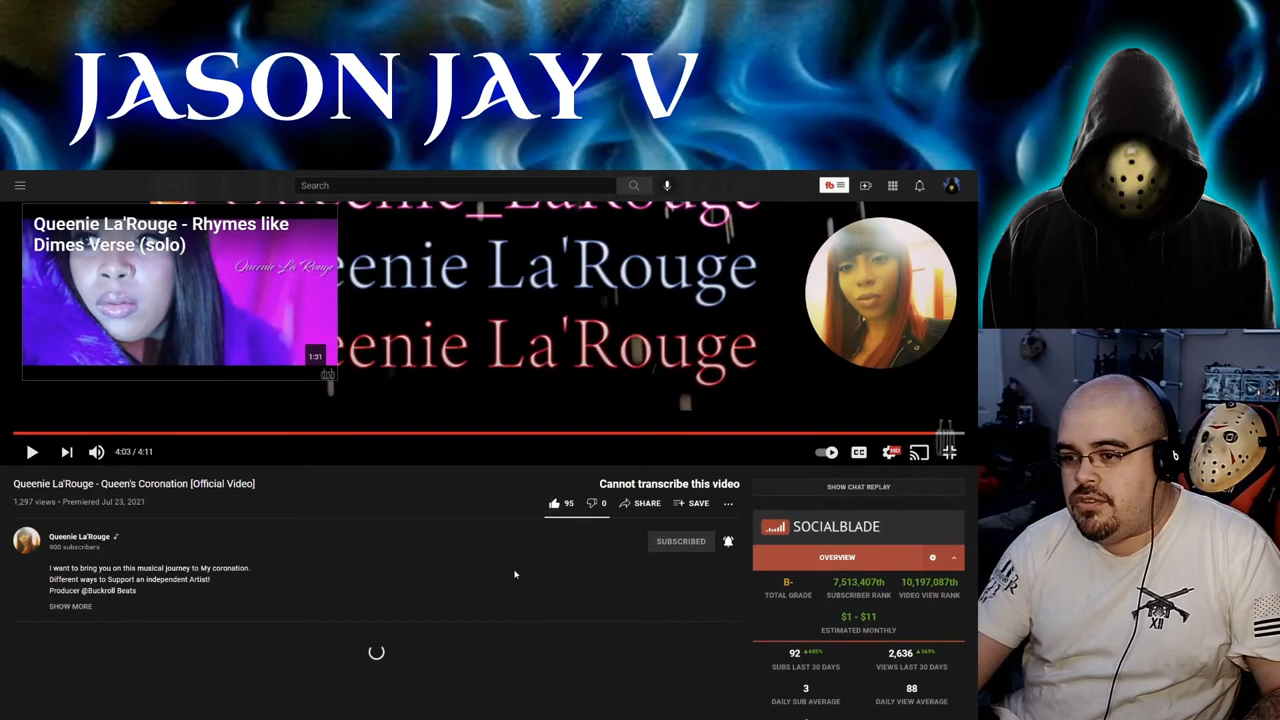 JASON JAY V
Search
Queenie La'Rouge - Rhymes like
Dimes Verse (solo)
Queenie La'Rouge
1:31
Queenie_LaRouge
eenie La'Rouge
eenie La'Rouge
4:03 / 4:11
CC
HD
Queenie La'Rouge - Queen's Coronation [Official Video]
Cannot transcribe this video
1,297 views • Premiered Jul 23, 2021
95
0
SHARE
SAVE
Queenie La'Rouge
900 subscribers
SUBSCRIBED
I want to bring you on this musical journey to My coronation.
Different ways to Support an independent Artist!
Producer @Buckroll Beats
SHOW MORE
SHOW CHAT REPLAY
SOCIALBLADE
OVERVIEW
B- 7,513,407th 10,197,087th
TOTAL GRADE SUBSCRIBER RANK VIDEO VIEW RANK
$1 - $11
ESTIMATED MONTHLY
92 2,636
SUBS LAST 30 DAYS VIEWS LAST 30 DAYS
3 88
DAILY SUB AVERAGE DAILY VIEW AVERAGE
XII